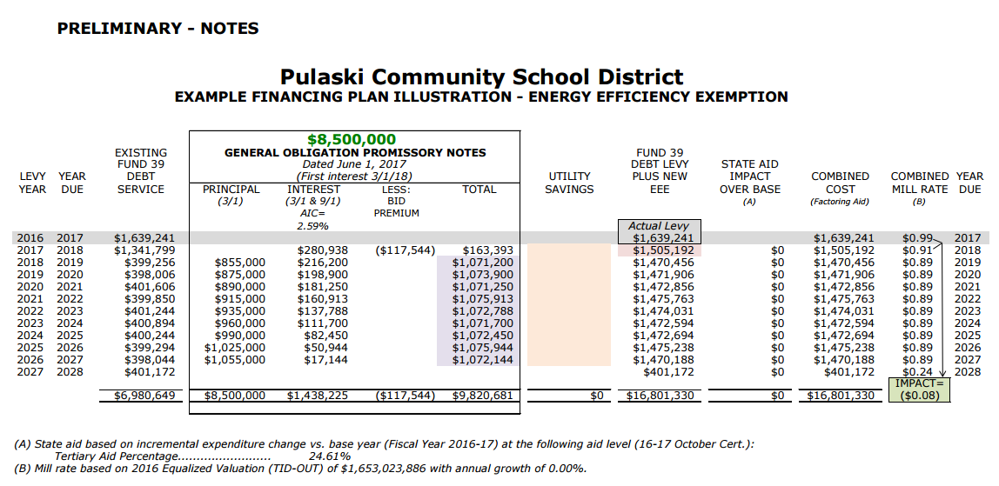 PRELIMINARY - NOTES
Pulaski Community School District
EXAMPLE FINANCING PLAN ILLUSTRATION - ENERGY EFFICIENCY EXEMPTION
$8,500,000
EXISTING GENERAL OBLIGATION PROMISSORY NOTES FUND 39
FUND 39 Dated June 1, 2017 DEBT LEVY STATE AID
LEVY YEAR DEBT (First interest 3/1/18) UTILITY PLUS NEW IMPACT COMBINED COMBINED YEAR
YEAR DUE SERVICE PRINCIPAL INTEREST LESS: TOTAL SAVINGS EEE OVER BASE COST MILL RATE DUE
(3/1) (3/1 & 9/1) BID (A) (Factoring Aid) (B)
AIC= PREMIUM
2.59% Actual Levy
2016 2017 $1,639,241 $1,639,241 $1,639,241 $0.99 2017
2017 2018 $1,341,799 $280,938 ($117,544) $163,393 $1,505,192 $0 $1,505,192 $0.91 2018
2018 2019 $399,256 $855,000 $216,200 $1,071,200 $1,470,456 $0 $1,470,456 $0.89 2019
2019 2020 $398,006 $875,000 $198,900 $1,073,900 $1,471,906 $0 $1,471,906 $0.89 2020
2020 2021 $401,606 $890,000 $181,250 $1,071,250 $1,472,856 $0 $1,472,856 $0.89 2021
2021 2022 $399,850 $915,000 $160,913 $1,075,913 $1,475,763 $0 $1,475,763 $0.89 2022
2022 2023 $401,244 $935,000 $137,788 $1,072,788 $1,474,031 $0 $1,474,031 $0.89 2023
2023 2024 $400,894 $960,000 $111,700 $1,071,700 $1,472,594 $0 $1,472,594 $0.89 2024
2024 2025 $400,244 $990,000 $82,450 $1,072,450 $1,472,694 $0 $1,472,694 $0.89 2025
2025 2026 $399,294 $1,025,000 $50,944 $1,075,944 $1,475,238 $0 $1,475,238 $0.89 2026
2026 2027 $398,044 $1,055,000 $17,144 $1,072,144 $1,470,188 $0 $1,470,188 $0.89 2027
2027 2028 $401,172 $401,172 $0 $401,172 $0.24 2028
IMPACT=
$6,980,649 $8,500,000 $1,438,225 ($117,544) $9,820,681 $0 $16,801,330 $0 $16,801,330 ($0.08)
(A) State aid based on incremental expenditure change vs. base year (Fiscal Year 2016-17) at the following aid level (16-17 October Cert.):
Tertiary Aid Percentage......................... 24.61%
(B) Mill rate based on 2016 Equalized Valuation (TID-OUT) of $1,653,023,886 with annual growth of 0.00%.